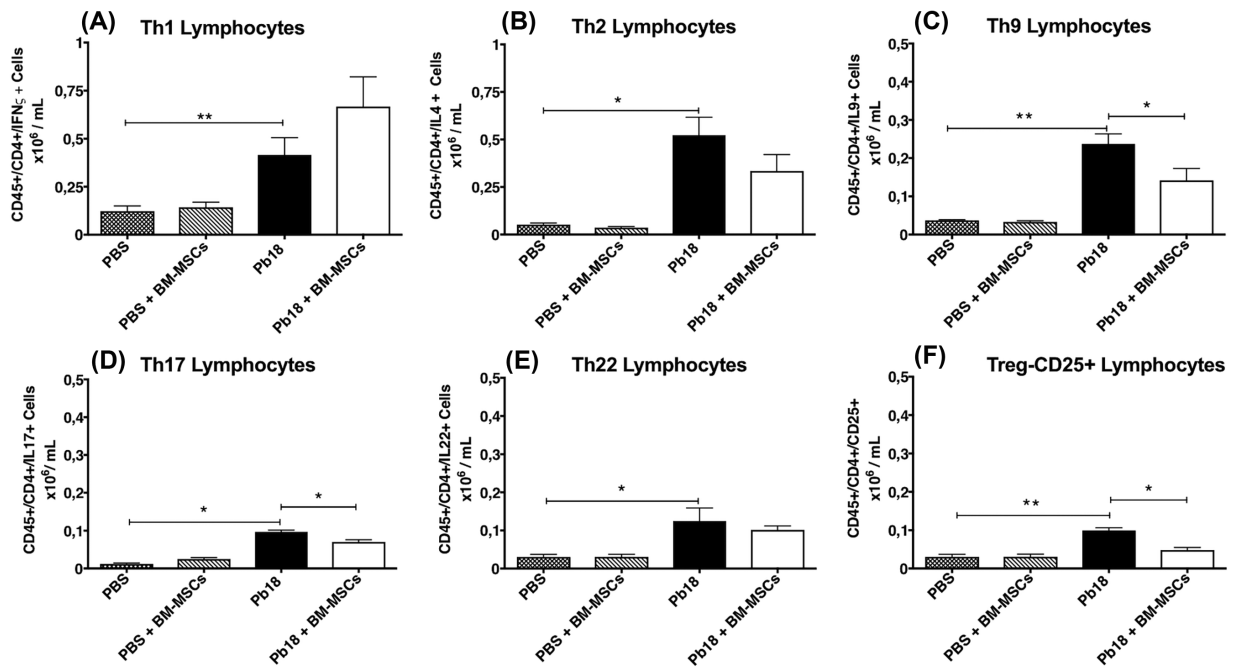 (A) Th1 Lymphocytes
CD45+/CD4+/IFNς + Cells
x10⁶ / mL
1
0,75
0,5
0,25
0
**
PBS
PBS + BM-MSCs
Pb18
Pb18 + BM-MSCs
(B) Th2 Lymphocytes
CD45+/CD4+/IL4 + Cells
x10⁶ / mL
1
0,75
0,5
0,25
0
*
PBS
PBS + BM-MSCs
Pb18
Pb18 + BM-MSCs
(C) Th9 Lymphocytes
CD45+/CD4+/IL9+ Cells
x10⁶ / mL
0,5
0,4
0,3
0,2
0,1
0
**
*
PBS
PBS + BM-MSCs
Pb18
Pb18 + BM-MSCs
(D) Th17 Lymphocytes
CD45+/CD4+/IL17+ Cells
x10⁶ / mL
0,5
0,4
0,3
0,2
0,1
0
*
*
PBS
PBS + BM-MSCs
Pb18
Pb18 + BM-MSCs
(E) Th22 Lymphocytes
CD45+/CD4+/IL22+ Cells
x10⁶ / mL
0,5
0,4
0,3
0,2
0,1
0
*
PBS
PBS + BM-MSCs
Pb18
Pb18 + BM-MSCs
(F) Treg-CD25+ Lymphocytes
CD45+/CD4+/CD25+
x10⁶ / mL
0,5
0,4
0,3
0,2
0,1
0
**
*
PBS
PBS + BM-MSCs
Pb18
Pb18 + BM-MSCs